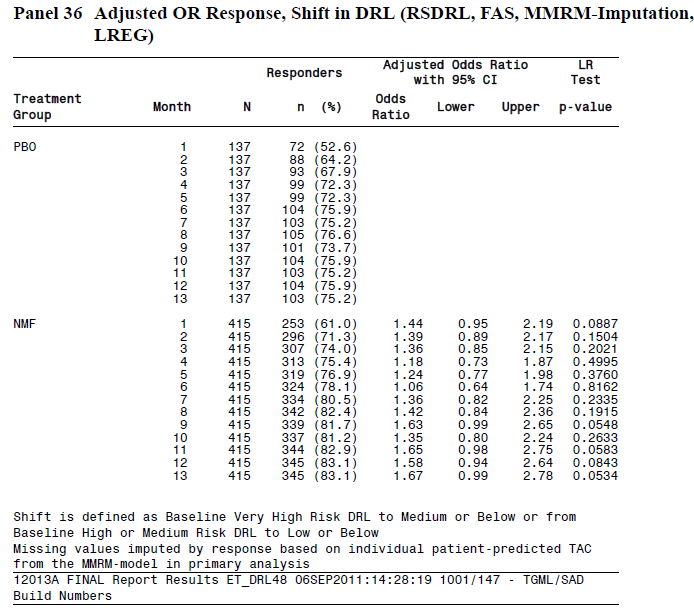 Panel 36 Adjusted OR Response, Shift in DRL (RSDRL, FAS, MMRM-Imputation,
LREG)
Responders Adjusted Odds Ratio with 95% CI LR Test
Treatment Group Month N n (%) Odds Ratio Lower Upper p-value
PBO 1 137 72 (52.6)
2 137 88 (64.2)
3 137 93 (67.9)
4 137 99 (72.3)
5 137 99 (72.3)
6 137 104 (75.9)
7 137 103 (75.2)
8 137 105 (76.6)
9 137 101 (73.7)
10 137 104 (75.9)
11 137 103 (75.2)
12 137 104 (75.9)
13 137 103 (75.2)
NMF 1 415 253 (61.0) 1.44 0.95 2.19 0.0887
2 415 296 (71.3) 1.39 0.89 2.17 0.1504
3 415 307 (74.0) 1.36 0.85 2.15 0.2021
4 415 313 (75.4) 1.18 0.73 1.87 0.4995
5 415 319 (76.9) 1.24 0.77 1.98 0.3760
6 415 324 (78.1) 1.06 0.64 1.74 0.8162
7 415 334 (80.5) 1.36 0.82 2.25 0.2335
8 415 342 (82.4) 1.42 0.84 2.36 0.1915
9 415 339 (81.7) 1.63 0.99 2.65 0.0548
10 415 337 (81.2) 1.35 0.80 2.24 0.2633
11 415 344 (82.9) 1.65 0.98 2.75 0.0583
12 415 345 (83.1) 1.58 0.94 2.64 0.0843
13 415 345 (83.1) 1.67 0.99 2.78 0.0534
Shift is defined as Baseline Very High Risk DRL to Medium or Below or from
Baseline High or Medium Risk DRL to Low or Below
Missing values imputed by response based on individual patient-predicted TAC
from the MMRM-model in primary analysis
12013A FINAL Report Results ET_DRL48 06SEP2011:14:28:19 1001/147 - TGML/SAD
Build Numbers